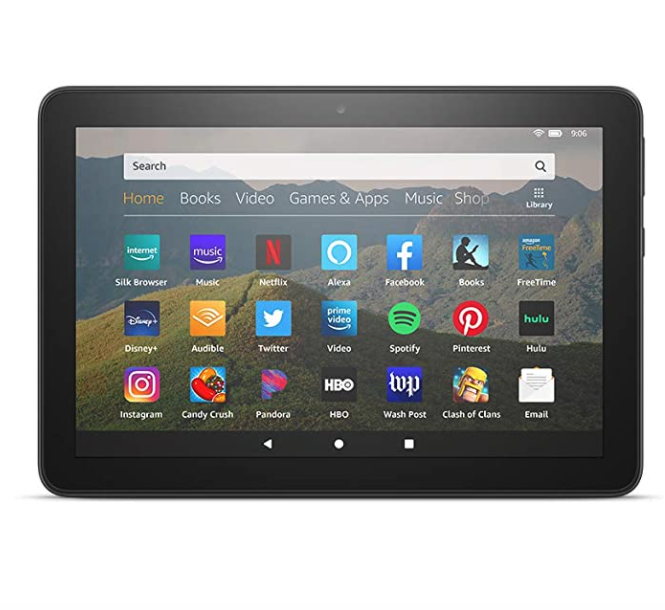 9:06
Search
Home Books Video Games & Apps Music Shop Library
internet music N amazon FreeTime
Silk Browser Music Netflix Alexa Facebook Books FreeTime
Disney+ prime video hulu
Disney+ Audible Twitter Video Spotify Pinterest Hulu
HBO wp
Instagram Candy Crush Pandora HBO Wash Post Clash of Clans Email